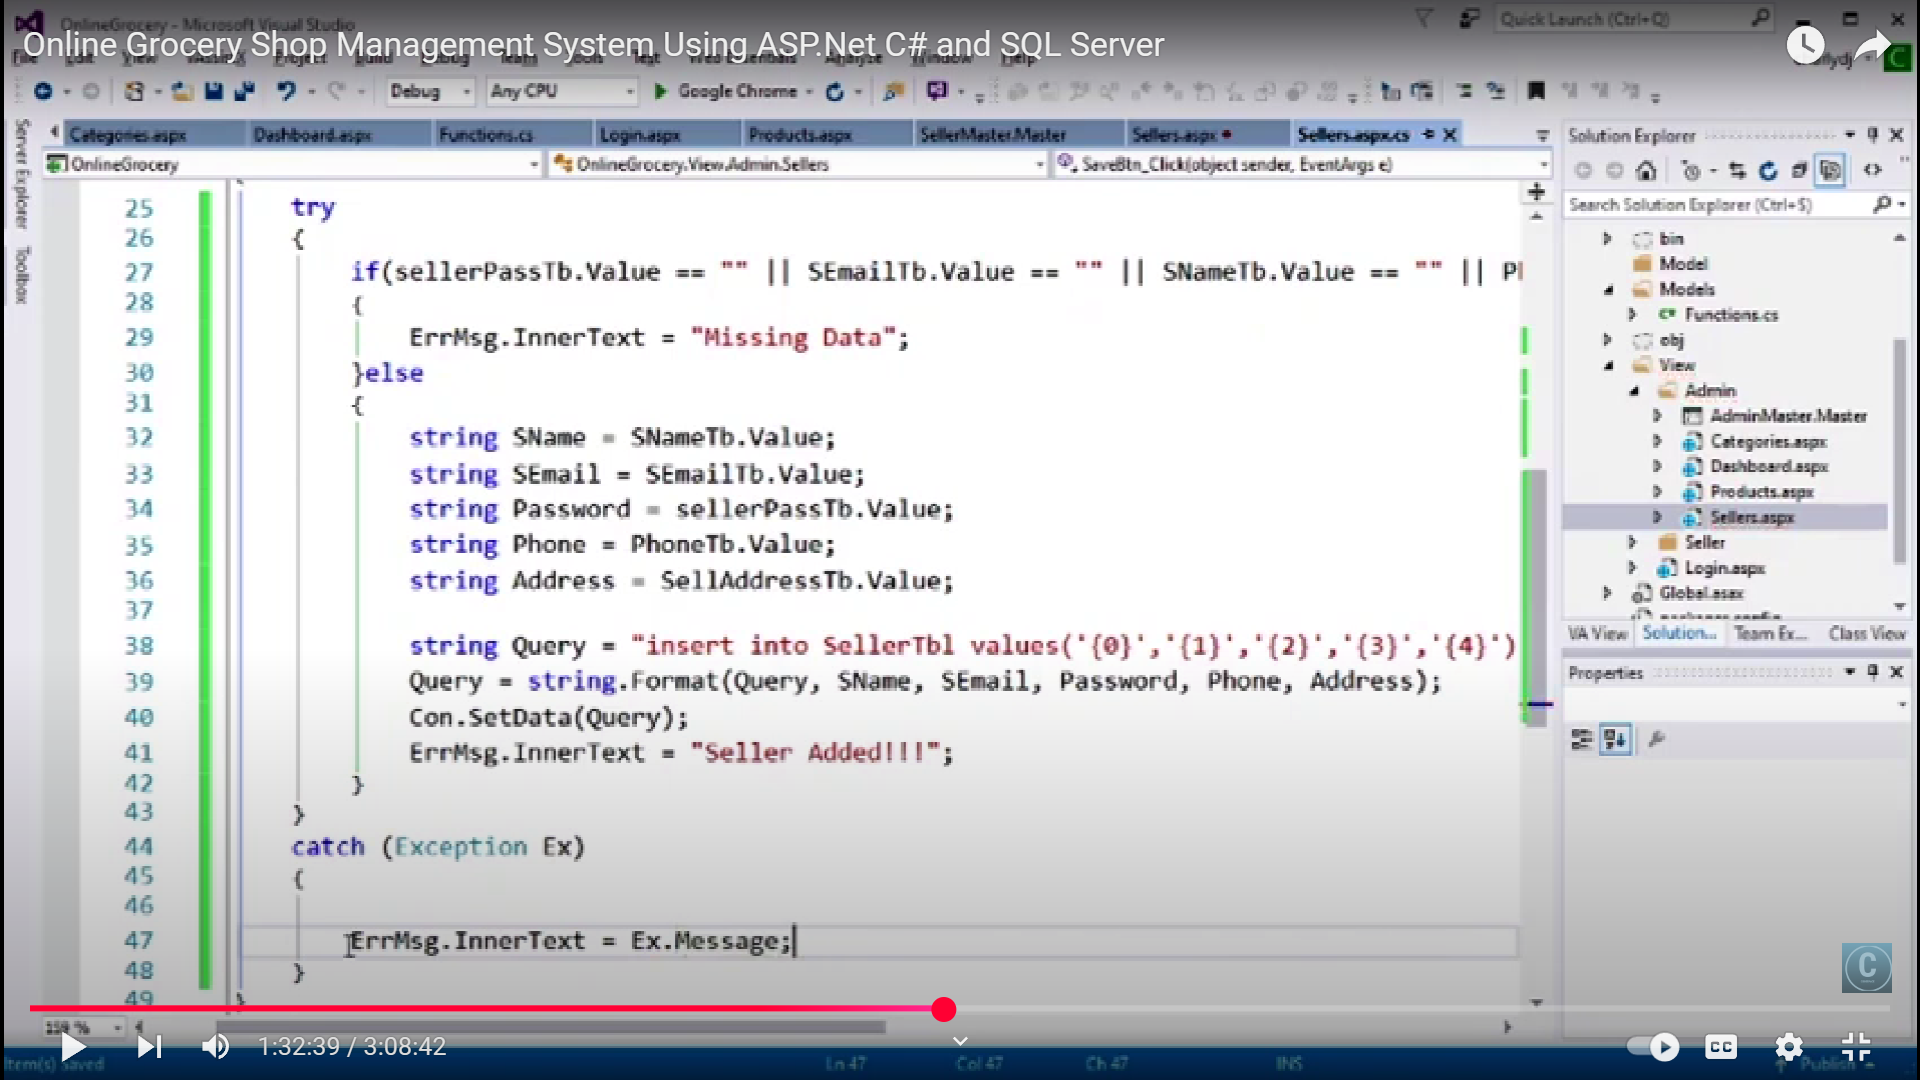 OnlineGrocery - Microsoft Visual Studio
Quick Launch (Ctrl+Q)
Online Grocery Shop Management System Using ASP.Net C# and SQL Server
Debug
Any CPU
Google Chrome
Categories.aspx
Dashboard.aspx
Functions.cs
Login.aspx
Products.aspx
SellerMaster.Master
Sellers.aspx
Sellers.aspx.cs
OnlineGrocery
OnlineGrocery.View.Admin.Sellers
SaveBtn_Click(object sender, EventArgs e)
Server Explorer
Toolbox
25 try
26 {
27 if(sellerPassTb.Value == "" || SEmailTb.Value == "" || SNameTb.Value == "" || P
28 {
29 ErrMsg.InnerText = "Missing Data";
30 }else
31 {
32 string SName = SNameTb.Value;
33 string SEmail = SEmailTb.Value;
34 string Password = sellerPassTb.Value;
35 string Phone = PhoneTb.Value;
36 string Address = SellAddressTb.Value;
37
38 string Query = "insert into SellerTbl values('{0}','{1}','{2}','{3}','{4}')
39 Query = string.Format(Query, SName, SEmail, Password, Phone, Address);
40 Con.SetData(Query);
41 ErrMsg.InnerText = "Seller Added!!!";
42 }
43 }
44 catch (Exception Ex)
45 {
46
47 ErrMsg.InnerText = Ex.Message;
48 }
49 }
Solution Explorer
Search Solution Explorer (Ctrl+$)
bin
Model
Models
Functions.cs
obj
View
Admin
AdminMaster.Master
Categories.aspx
Dashboard.aspx
Products.aspx
Sellers.aspx
Seller
Login.aspx
Global.asax
packages.config
VA View
Solution...
Team Ex...
Class View
Properties
159 %
1:32:39 / 3:08:42
CC
C
Item(s) Saved
Ln 47
Col 47
Ch 47
INS
Publish